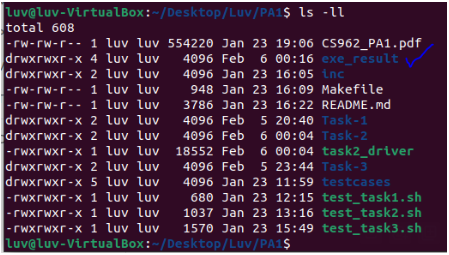 luv@luv-VirtualBox:~/Desktop/Luv/PA1$ ls -ll
total 608
-rw-rw-r-- 1 luv luv 554220 Jan 23 19:06 CS962_PA1.pdf
drwxrwxr-x 4 luv luv 4096 Feb 6 00:16 exe_result
drwxrwxr-x 2 luv luv 4096 Jan 23 16:05 inc
-rw-rw-r-- 1 luv luv 948 Jan 23 16:09 Makefile
-rw-rw-r-- 1 luv luv 3786 Jan 23 16:22 README.md
drwxrwxr-x 2 luv luv 4096 Feb 5 20:40 Task-1
drwxrwxr-x 2 luv luv 4096 Feb 6 00:04 Task-2
-rwxrwxr-x 1 luv luv 18552 Feb 6 00:04 task2_driver
drwxrwxr-x 2 luv luv 4096 Feb 5 23:44 Task-3
drwxrwxr-x 5 luv luv 4096 Jan 23 11:59 testcases
-rwxrwxr-x 1 luv luv 680 Jan 23 12:15 test_task1.sh
-rwxrwxr-x 1 luv luv 1037 Jan 23 13:16 test_task2.sh
-rwxrwxr-x 1 luv luv 1570 Jan 23 15:49 test_task3.sh
luv@luv-VirtualBox:~/Desktop/Luv/PA1$